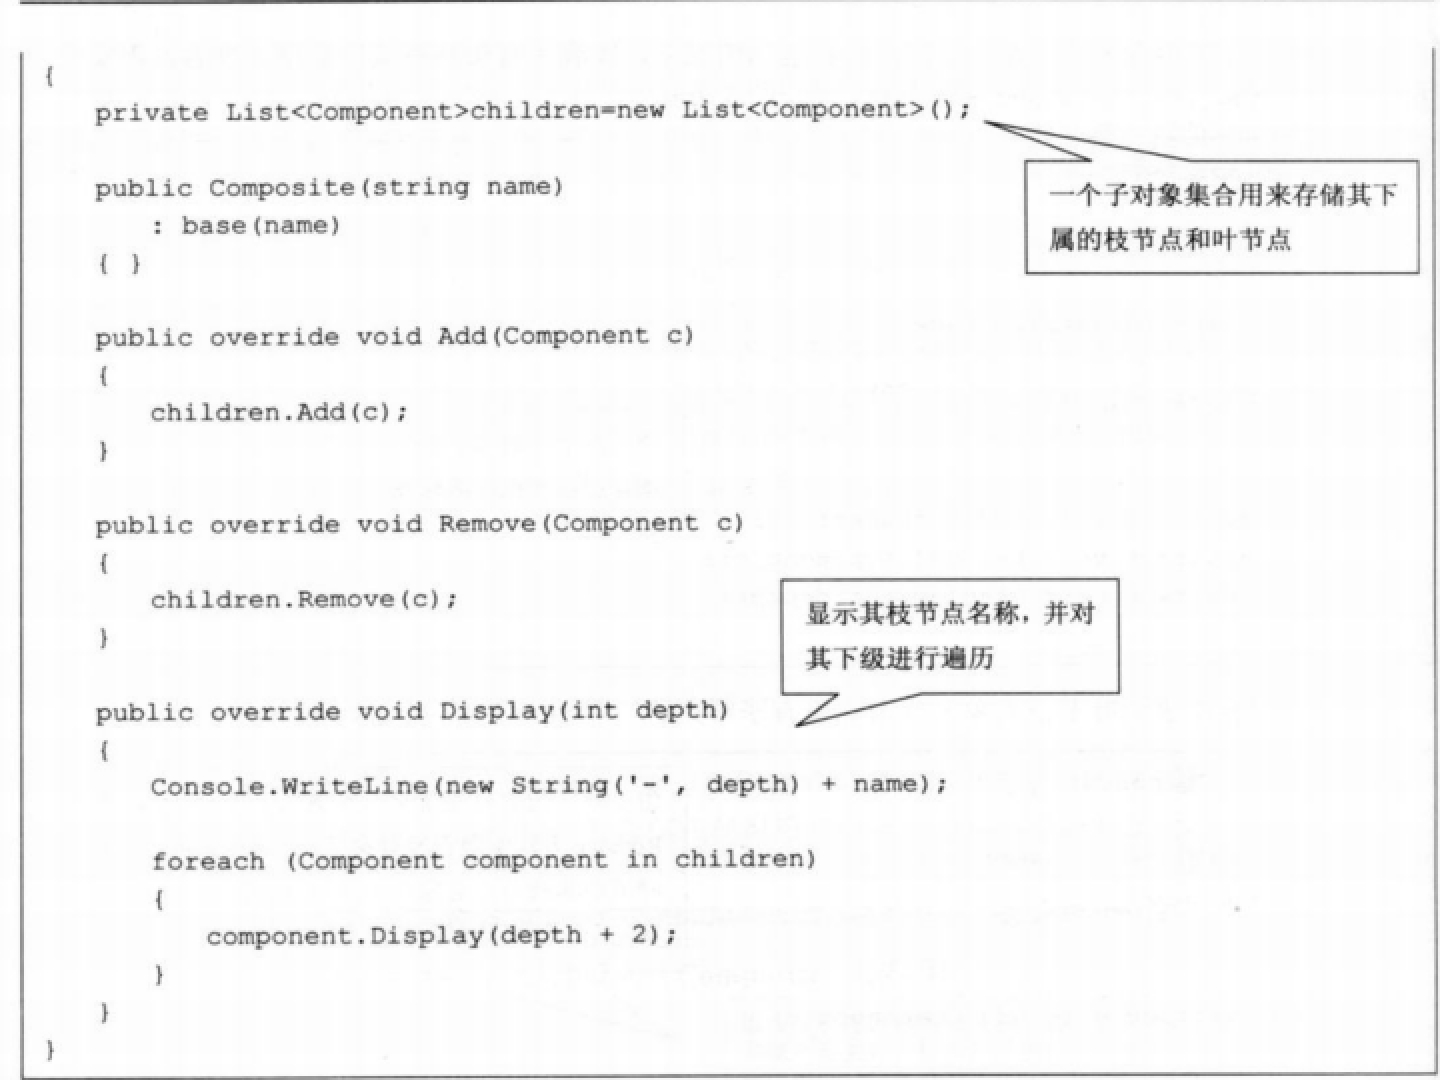 {
private List<Component>children=new List<Component>();
一个子对象集合用来存储其下
属的枝节点和叶节点
public Composite(string name)
: base(name)
{ }
public override void Add(Component c)
{
children.Add(c);
}
public override void Remove(Component c)
{
children.Remove(c);
}
显示其枝节点名称，并对
其下级进行遍历
public override void Display(int depth)
{
Console.WriteLine(new String('-', depth) + name);
foreach (Component component in children)
{
component.Display(depth + 2);
}
}
}